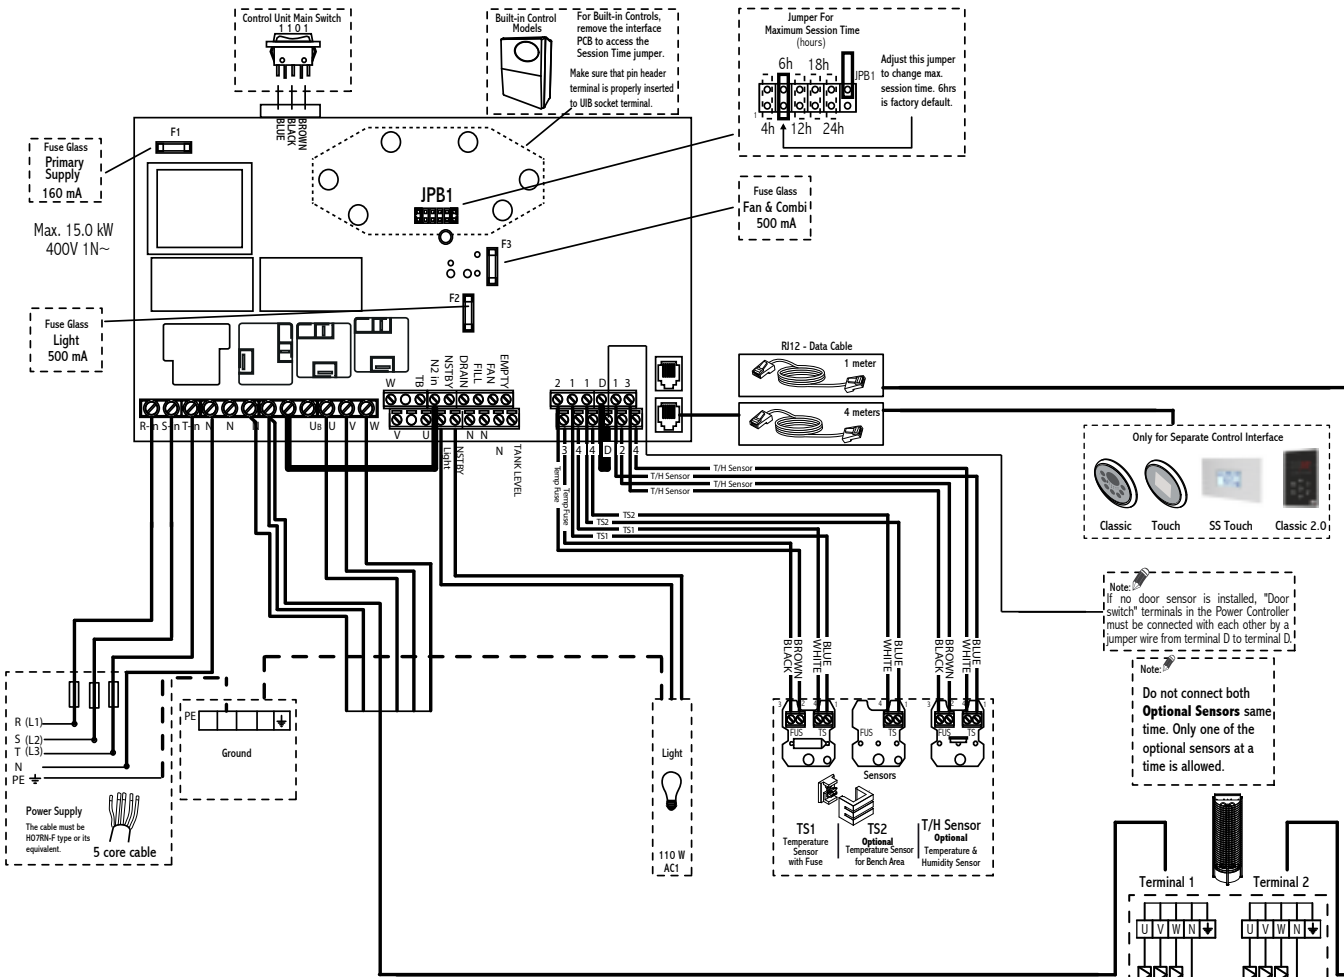 Control Unit Main Switch
1 1 0 1
BLUE
BLACK
BROWN
Built-in Control
Models
For Built-in Controls,
remove the interface
PCB to access the
Session Time jumper.
Make sure that pin header
terminal is properly inserted
to UIB socket terminal.
Jumper For
Maximum Session Time
(hours)
6h 18h
JPB1
1
4h 12h 24h
Adjust this jumper
to change max.
session time. 6hrs
is factory default.
Fuse Glass
Primary
Supply
160 mA
F1
Max. 15.0 kW
400V 1N~
JPB1
Fuse Glass
Fan & Combi
500 mA
F3
F2
Fuse Glass
Light
500 mA
W TB N2 in NSTBY DRAIN FILL FAN EMPTY
V U Light NSTBY N N N TANK LEVEL
R-in S-in T-in N N N UB U V W
2 1 1 D 1 3
3 4 4 D 2 4
Temp Fuse
Temp Fuse
RJ12 - Data Cable
1 meter
4 meters
Only for Separate Control Interface
Classic Touch SS Touch Classic 2.0
T/H Sensor
T/H Sensor
T/H Sensor
T/H Sensor
TS2
TS2
TS1
TS1
Note:
If no door sensor is installed, "Door
switch" terminals in the Power Controller
must be connected with each other by a
jumper wire from terminal D to terminal D.
Note:
Do not connect both
Optional Sensors same
time. Only one of the
optional sensors at a
time is allowed.
BLACK
BROWN
WHITE
BLUE
WHITE
BLUE
BLACK
BROWN
WHITE
BLUE
3 2 4 1
4 1
3 2 4 1
FUS TS
FUS TS
FUS TS
Sensors
TS1
Temperature
Sensor
with Fuse
TS2
Optional
Temperature Sensor
for Bench Area
T/H Sensor
Optional
Temperature &
Humidity Sensor
R (L1)
S (L2)
T (L3)
N
PE
Power Supply
The cable must be
HO7RN-F type or its
equivalent.
5 core cable
PE
Ground
Light
110 W
AC1
Terminal 1
U V W N
Terminal 2
U V W N